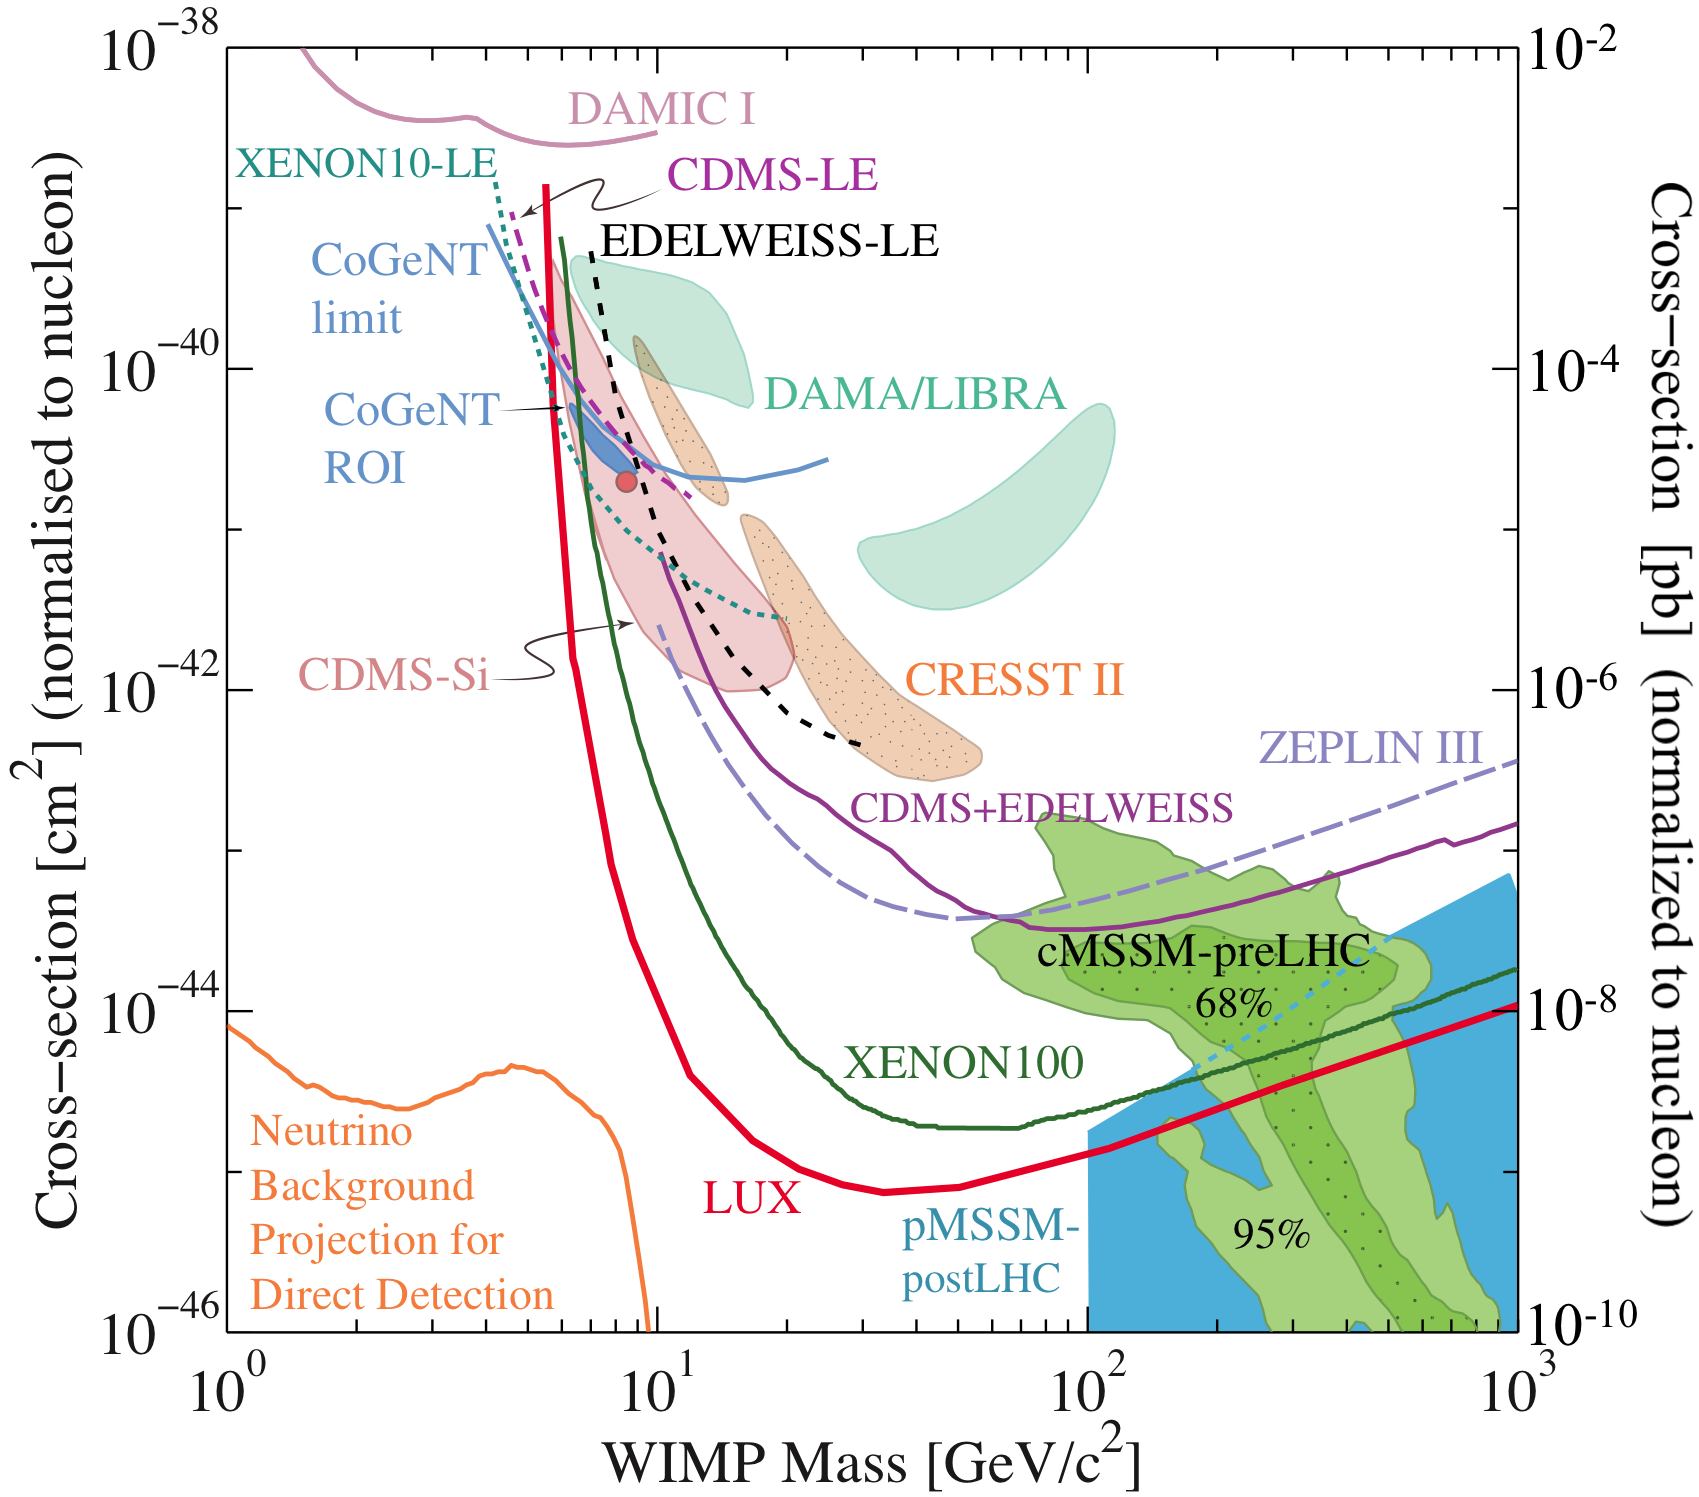 10^−38
10^−40
10^−42
10^−44
10^−46
Cross−section [cm^2] (normalised to nucleon)
10^-2
10^-4
10^-6
10^-8
10^-10
Cross−section [pb] (normalized to nucleon)
DAMIC I
XENON10-LE
CDMS-LE
EDELWEISS-LE
CoGeNT
limit
DAMA/LIBRA
CoGeNT
ROI
CDMS-Si
CRESST II
ZEPLIN III
CDMS+EDELWEISS
cMSSM-preLHC
68%
XENON100
Neutrino
Background
Projection for
Direct Detection
LUX
pMSSM-
postLHC
95%
10^0
10^1
10^2
10^3
WIMP Mass [GeV/c^2]